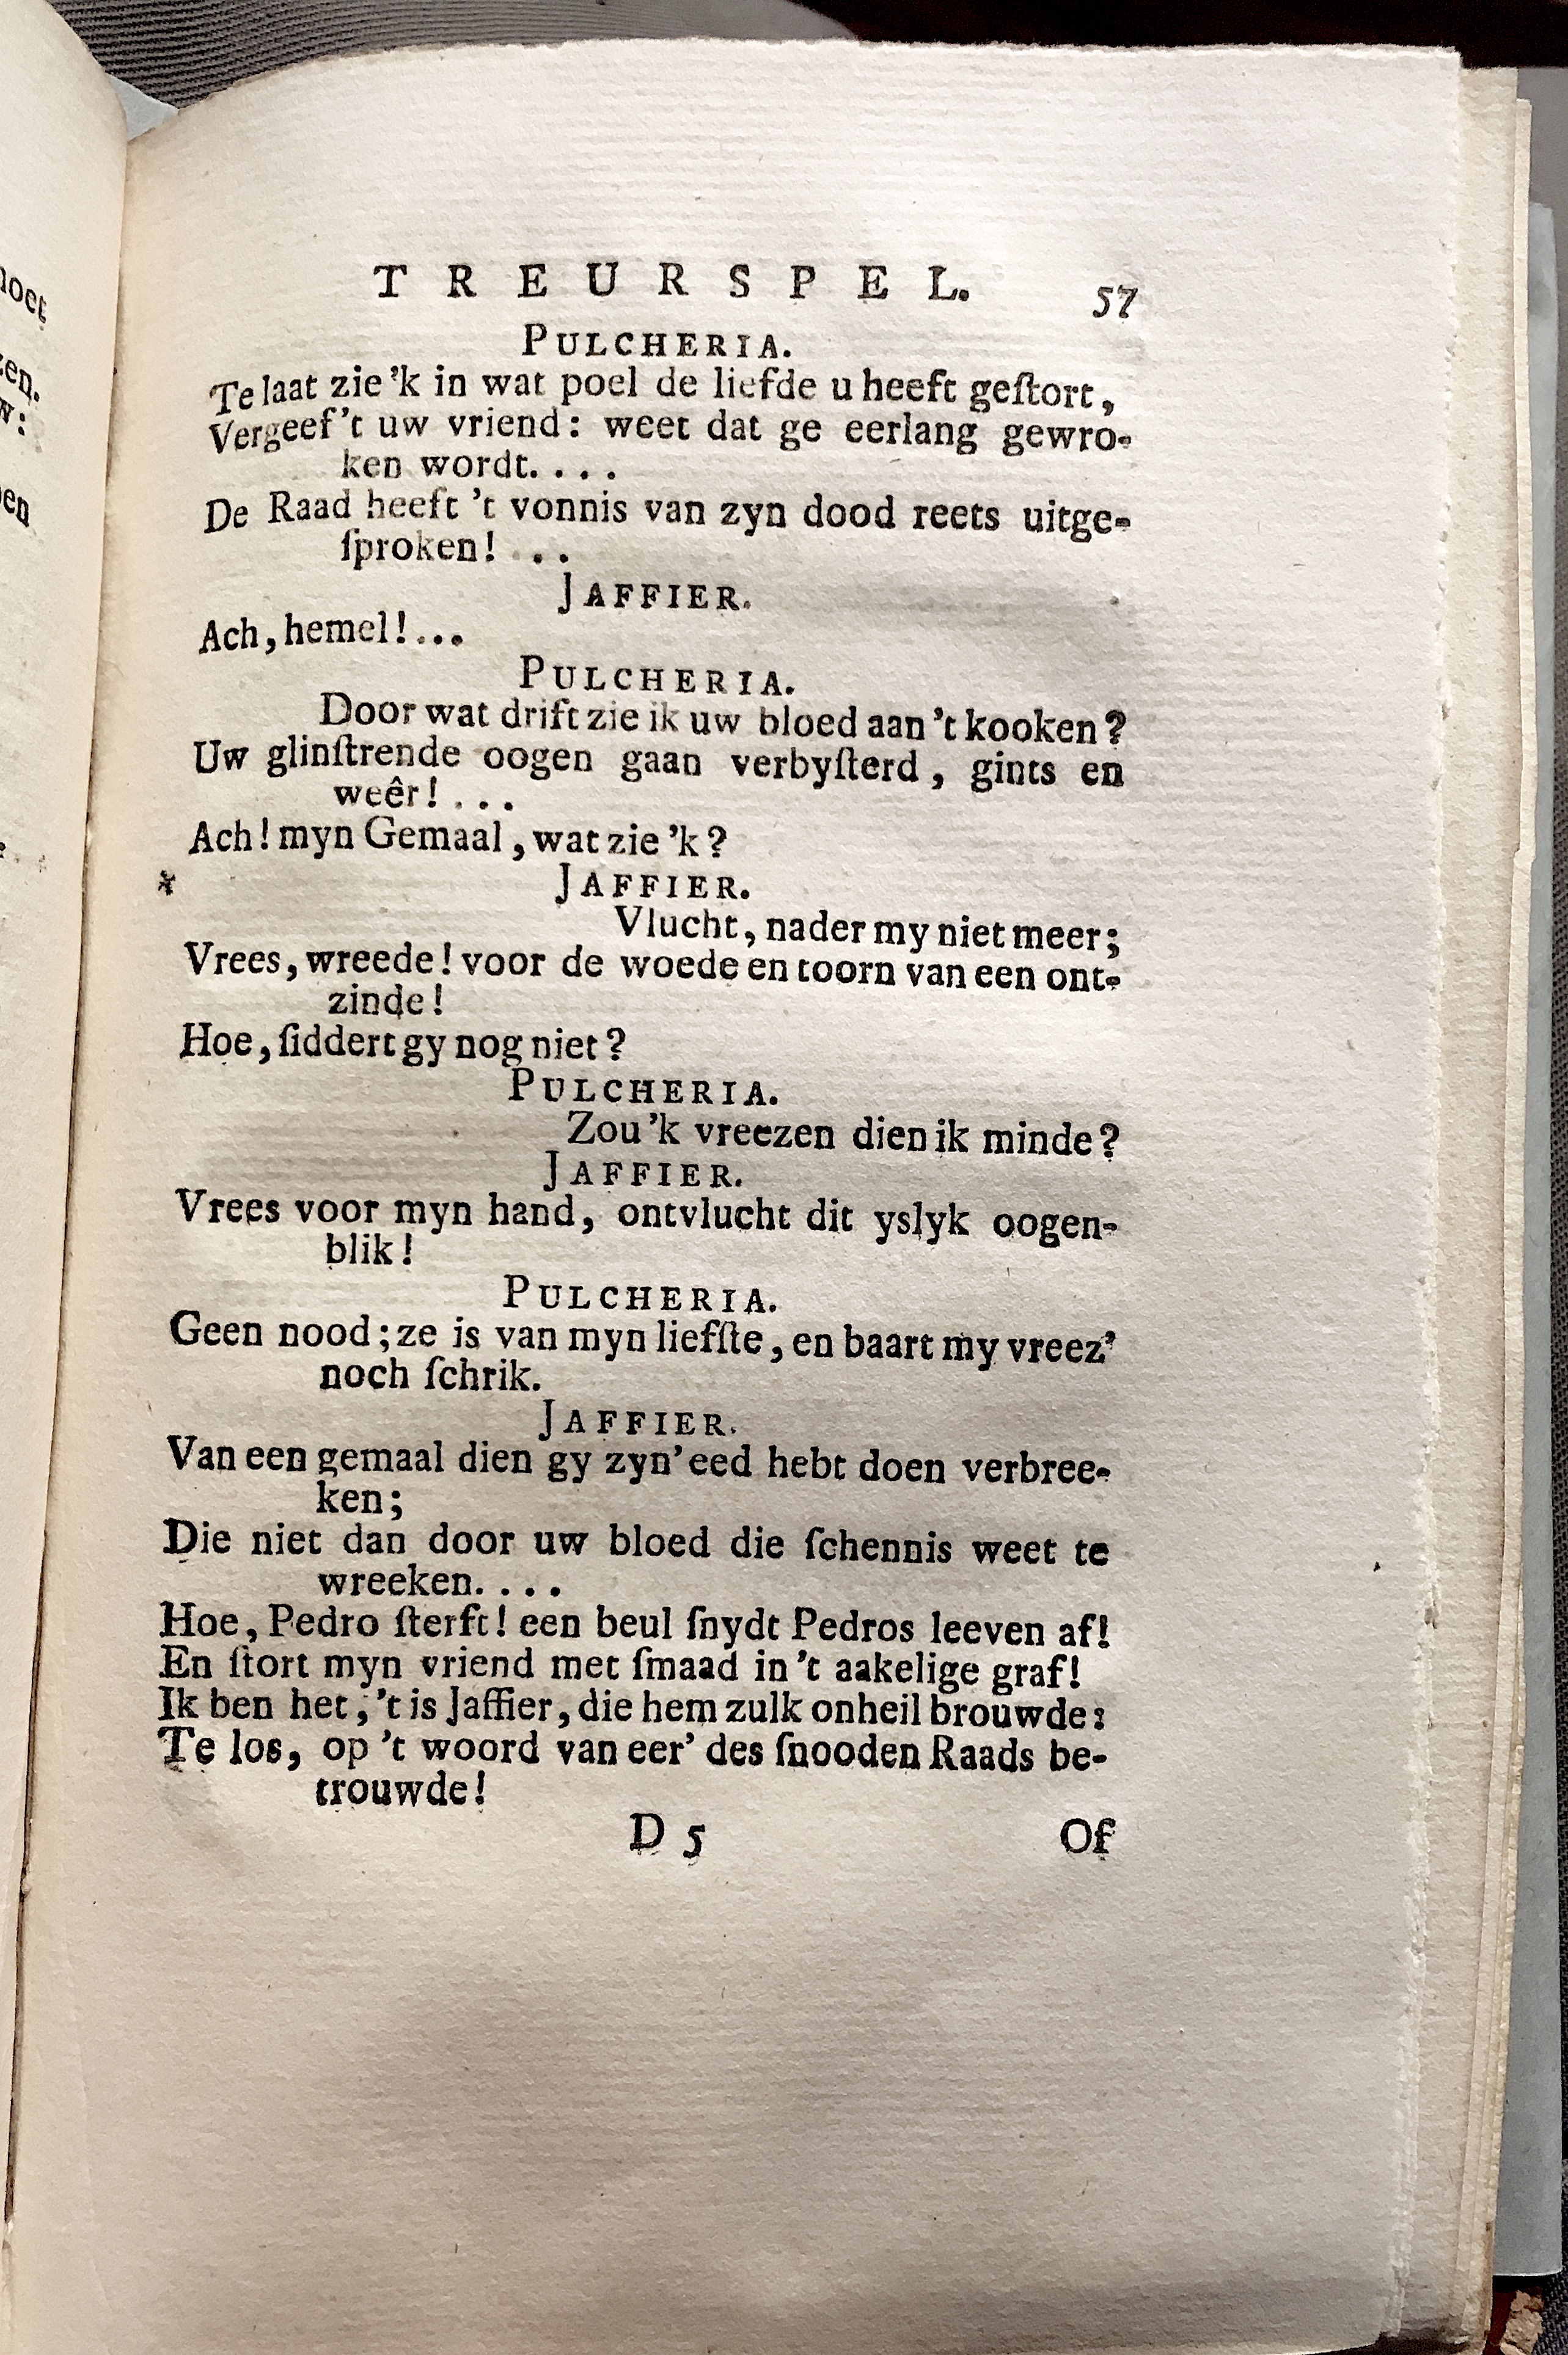 TREURSPEL. 57
PULCHERIA.
Te laat zie 'k in wat poel de liefde u heeft geſtort,
Vergeef 't uw vriend: weet dat ge eerlang gewro-
ken wordt. . . .
De Raad heeft 't vonnis van zyn dood reets uitge-
ſproken! . . .
JAFFIER.
Ach, hemel! . . .
PULCHERIA.
Door wat drift zie ik uw bloed aan 't kooken?
Uw glinſtrende oogen gaan verbyſterd, gints en
weêr! . . .
Ach! myn Gemaal, wat zie 'k?
* JAFFIER.
Vlucht, nader my niet meer;
Vrees, wreede! voor de woede en toorn van een ont-
zinde!
Hoe, ſiddert gy nog niet?
PULCHERIA.
Zou 'k vreezen dien ik minde?
JAFFIER.
Vrees voor myn hand, ontvlucht dit yslyk oogen-
blik!
PULCHERIA.
Geen nood; ze is van myn liefſte, en baart my vreez'
noch ſchrik.
JAFFIER.
Van een gemaal dien gy zyn' eed hebt doen verbree-
ken;
Die niet dan door uw bloed die ſchennis weet te
wreeken. . . .
Hoe, Pedro ſterft! een beul ſnydt Pedros leeven af!
En ſtort myn vriend met ſmaad in 't aakelige graf!
Ik ben het, 't is Jaffier, die hem zulk onheil brouwde:
Te los, op 't woord van eer' des ſnooden Raads be-
trouwde!
D 5 Of